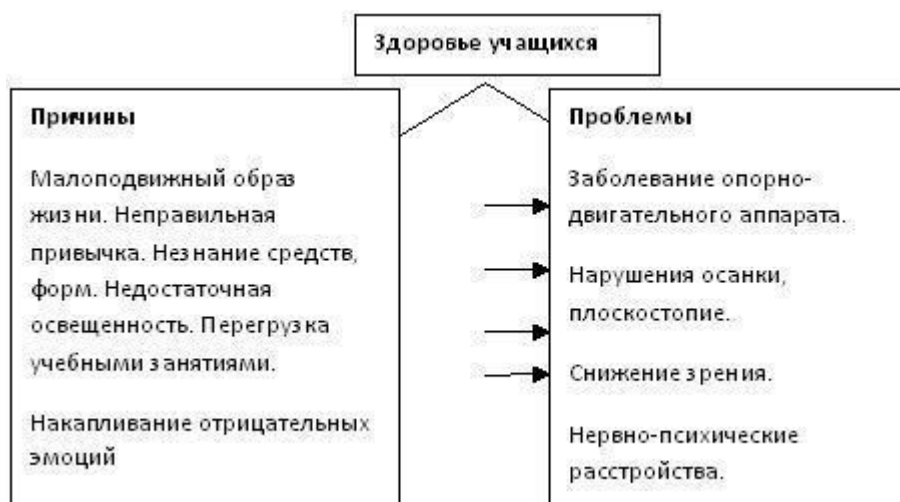 Здоровье учащихся
Причины
Малоподвижный образ
жизни. Неправильная
привычка. Незнание средств,
форм. Недостаточная
освещенность. Перегрузка
учебными занятиями.
Накапливание отрицательных
эмоций
Проблемы
Заболевание опорно-
двигательного аппарата.
Нарушения осанки,
плоскостопие.
Снижение зрения.
Нервно-психические
расстройства.